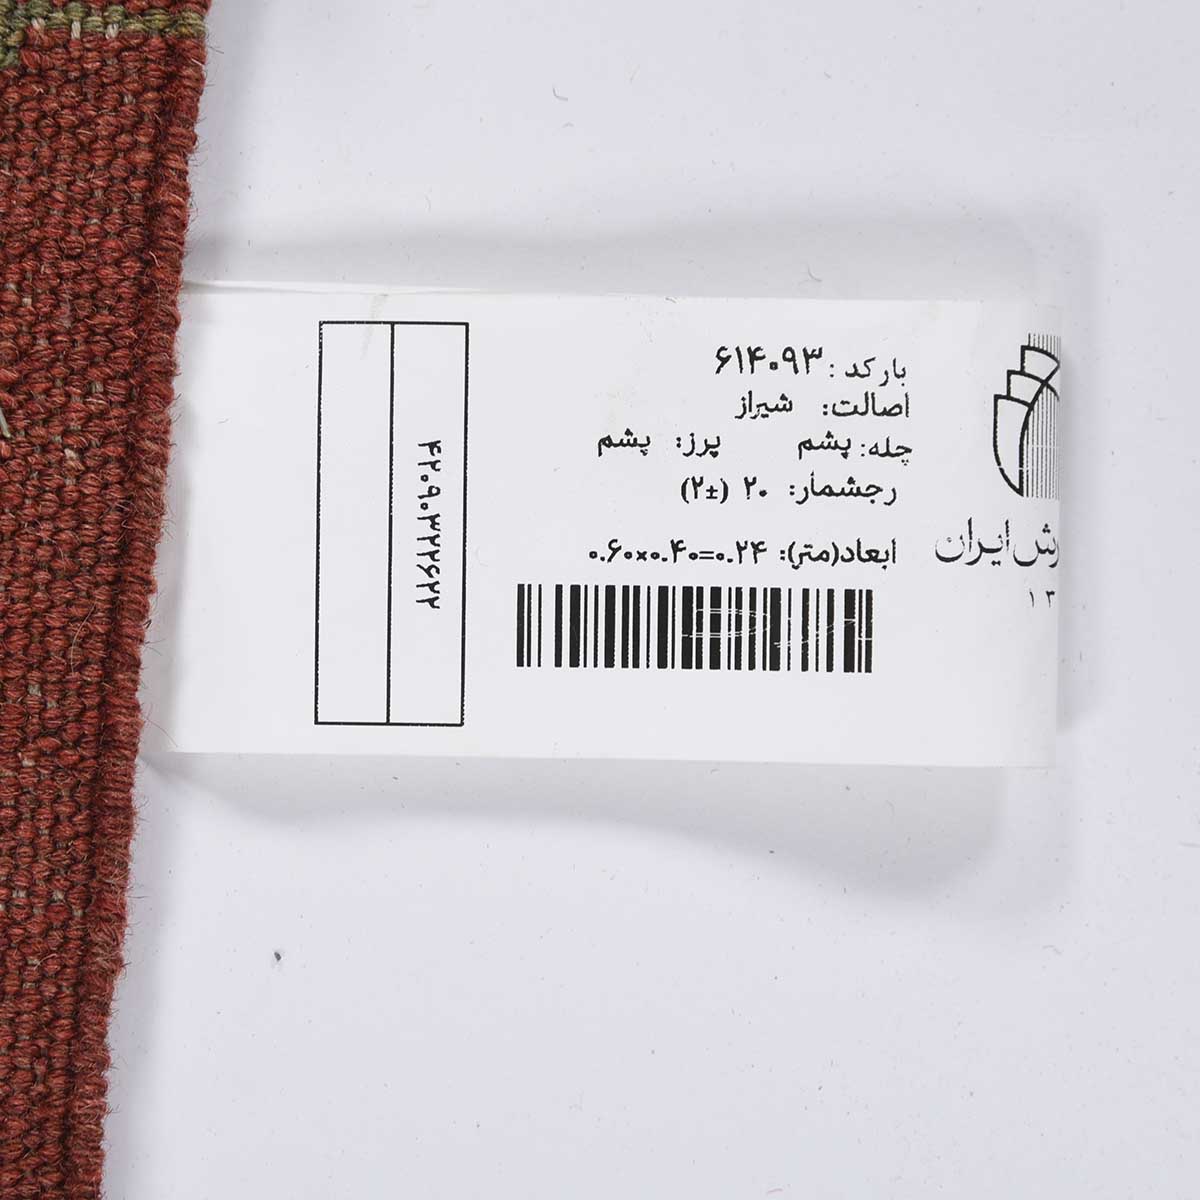 بارکد: ۶۱۴۰۹۳
اصالت: شیراز
چله: پشم پرز: پشم
رجشمار: ۲۰ (±۲)
ابعاد(متر): ۰.۶۰×۰.۴۰=۰.۲۴
ایران
۴۲۰۹۰۳۲۲۶۲۲